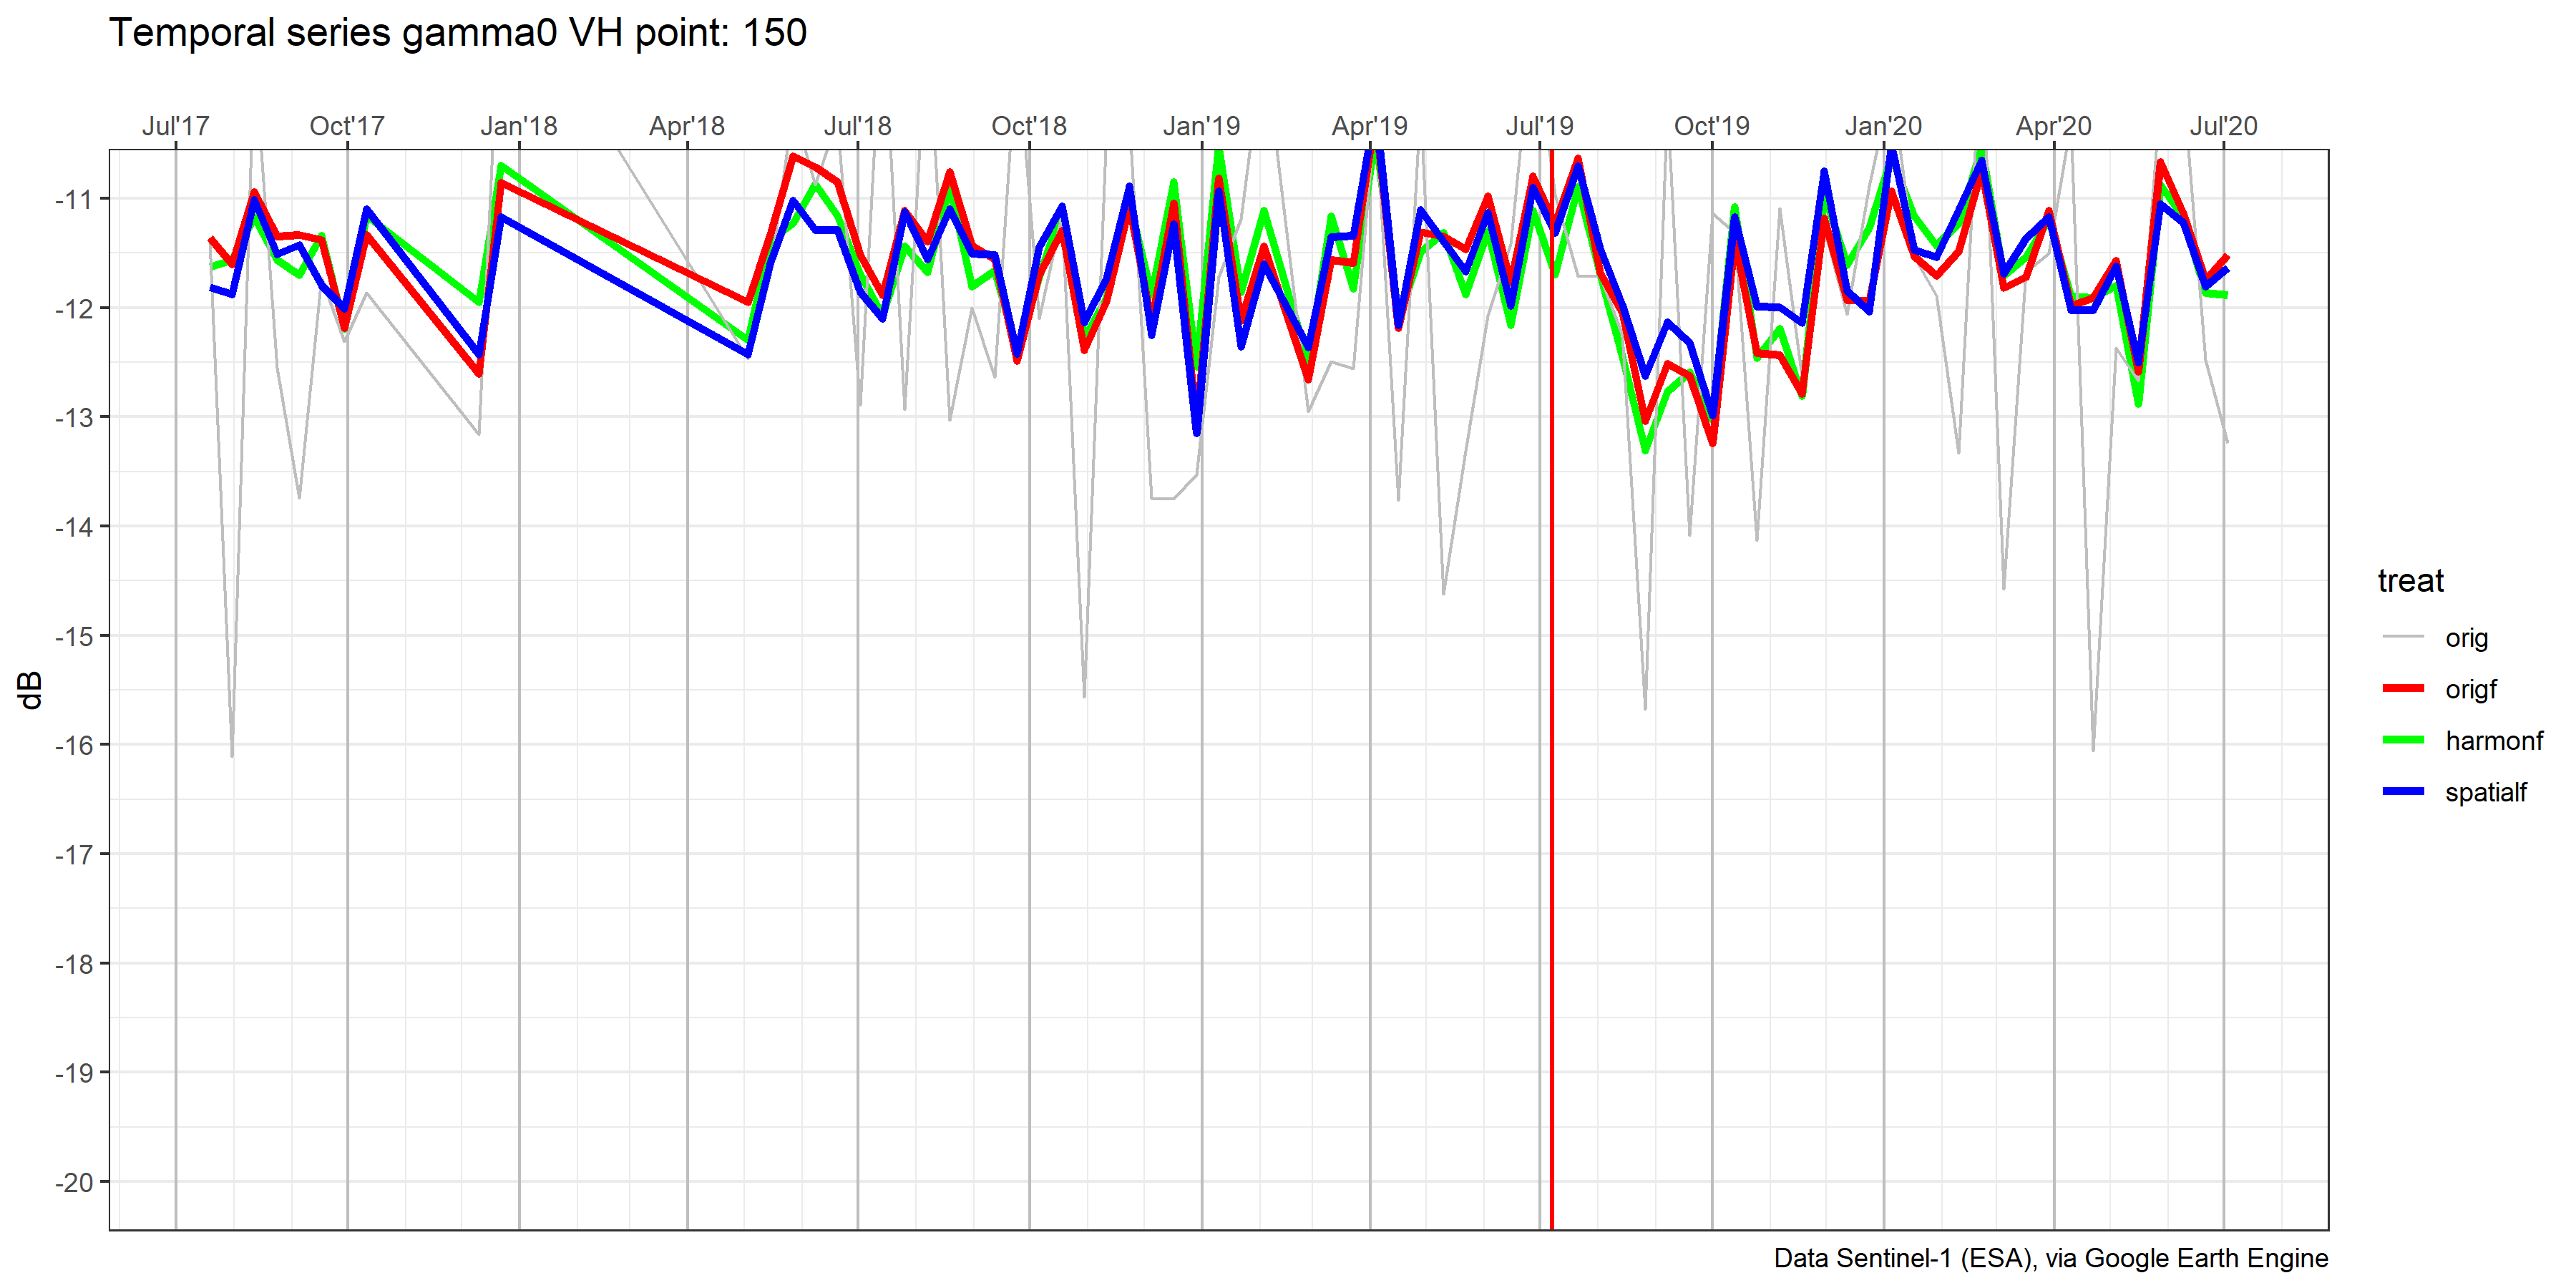 Temporal series gamma0 VH point: 150
Jul'17 Oct'17 Jan'18 Apr'18 Jul'18 Oct'18 Jan'19 Apr'19 Jul'19 Oct'19 Jan'20 Apr'20 Jul'20
-11
-12
-13
-14
-15
-16
-17
-18
-19
-20
dB
treat
orig
origf
harmonf
spatialf
Data Sentinel-1 (ESA), via Google Earth Engine